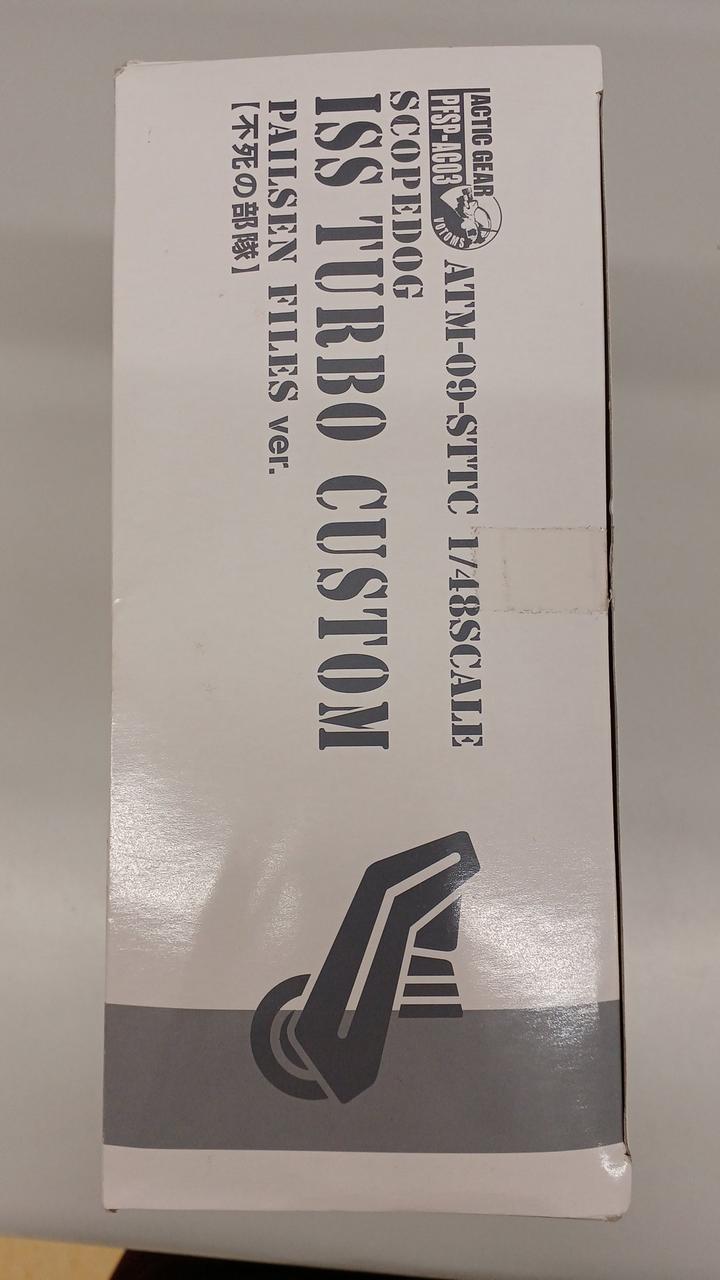 ACTIC GEAR
PFSP-AC03
VOTOMS
ATM-09-STTC 1/48SCALE
SCOPEDOG
ISS TURBO CUSTOM
PAILSEN FILES ver.
【不死の部隊】